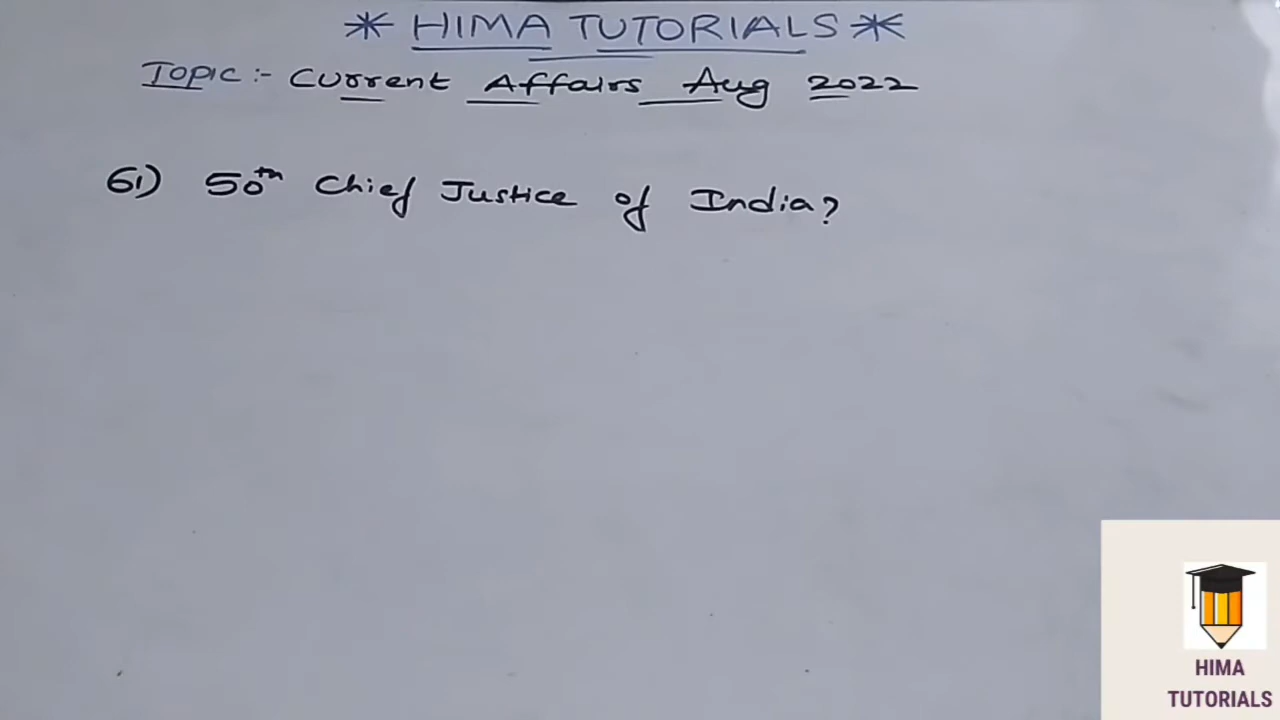 * HIMA TUTORIALS *
Topic:- Current Affairs Aug 2022
61) 50th Chief Justice of India?
HIMA
TUTORIALS